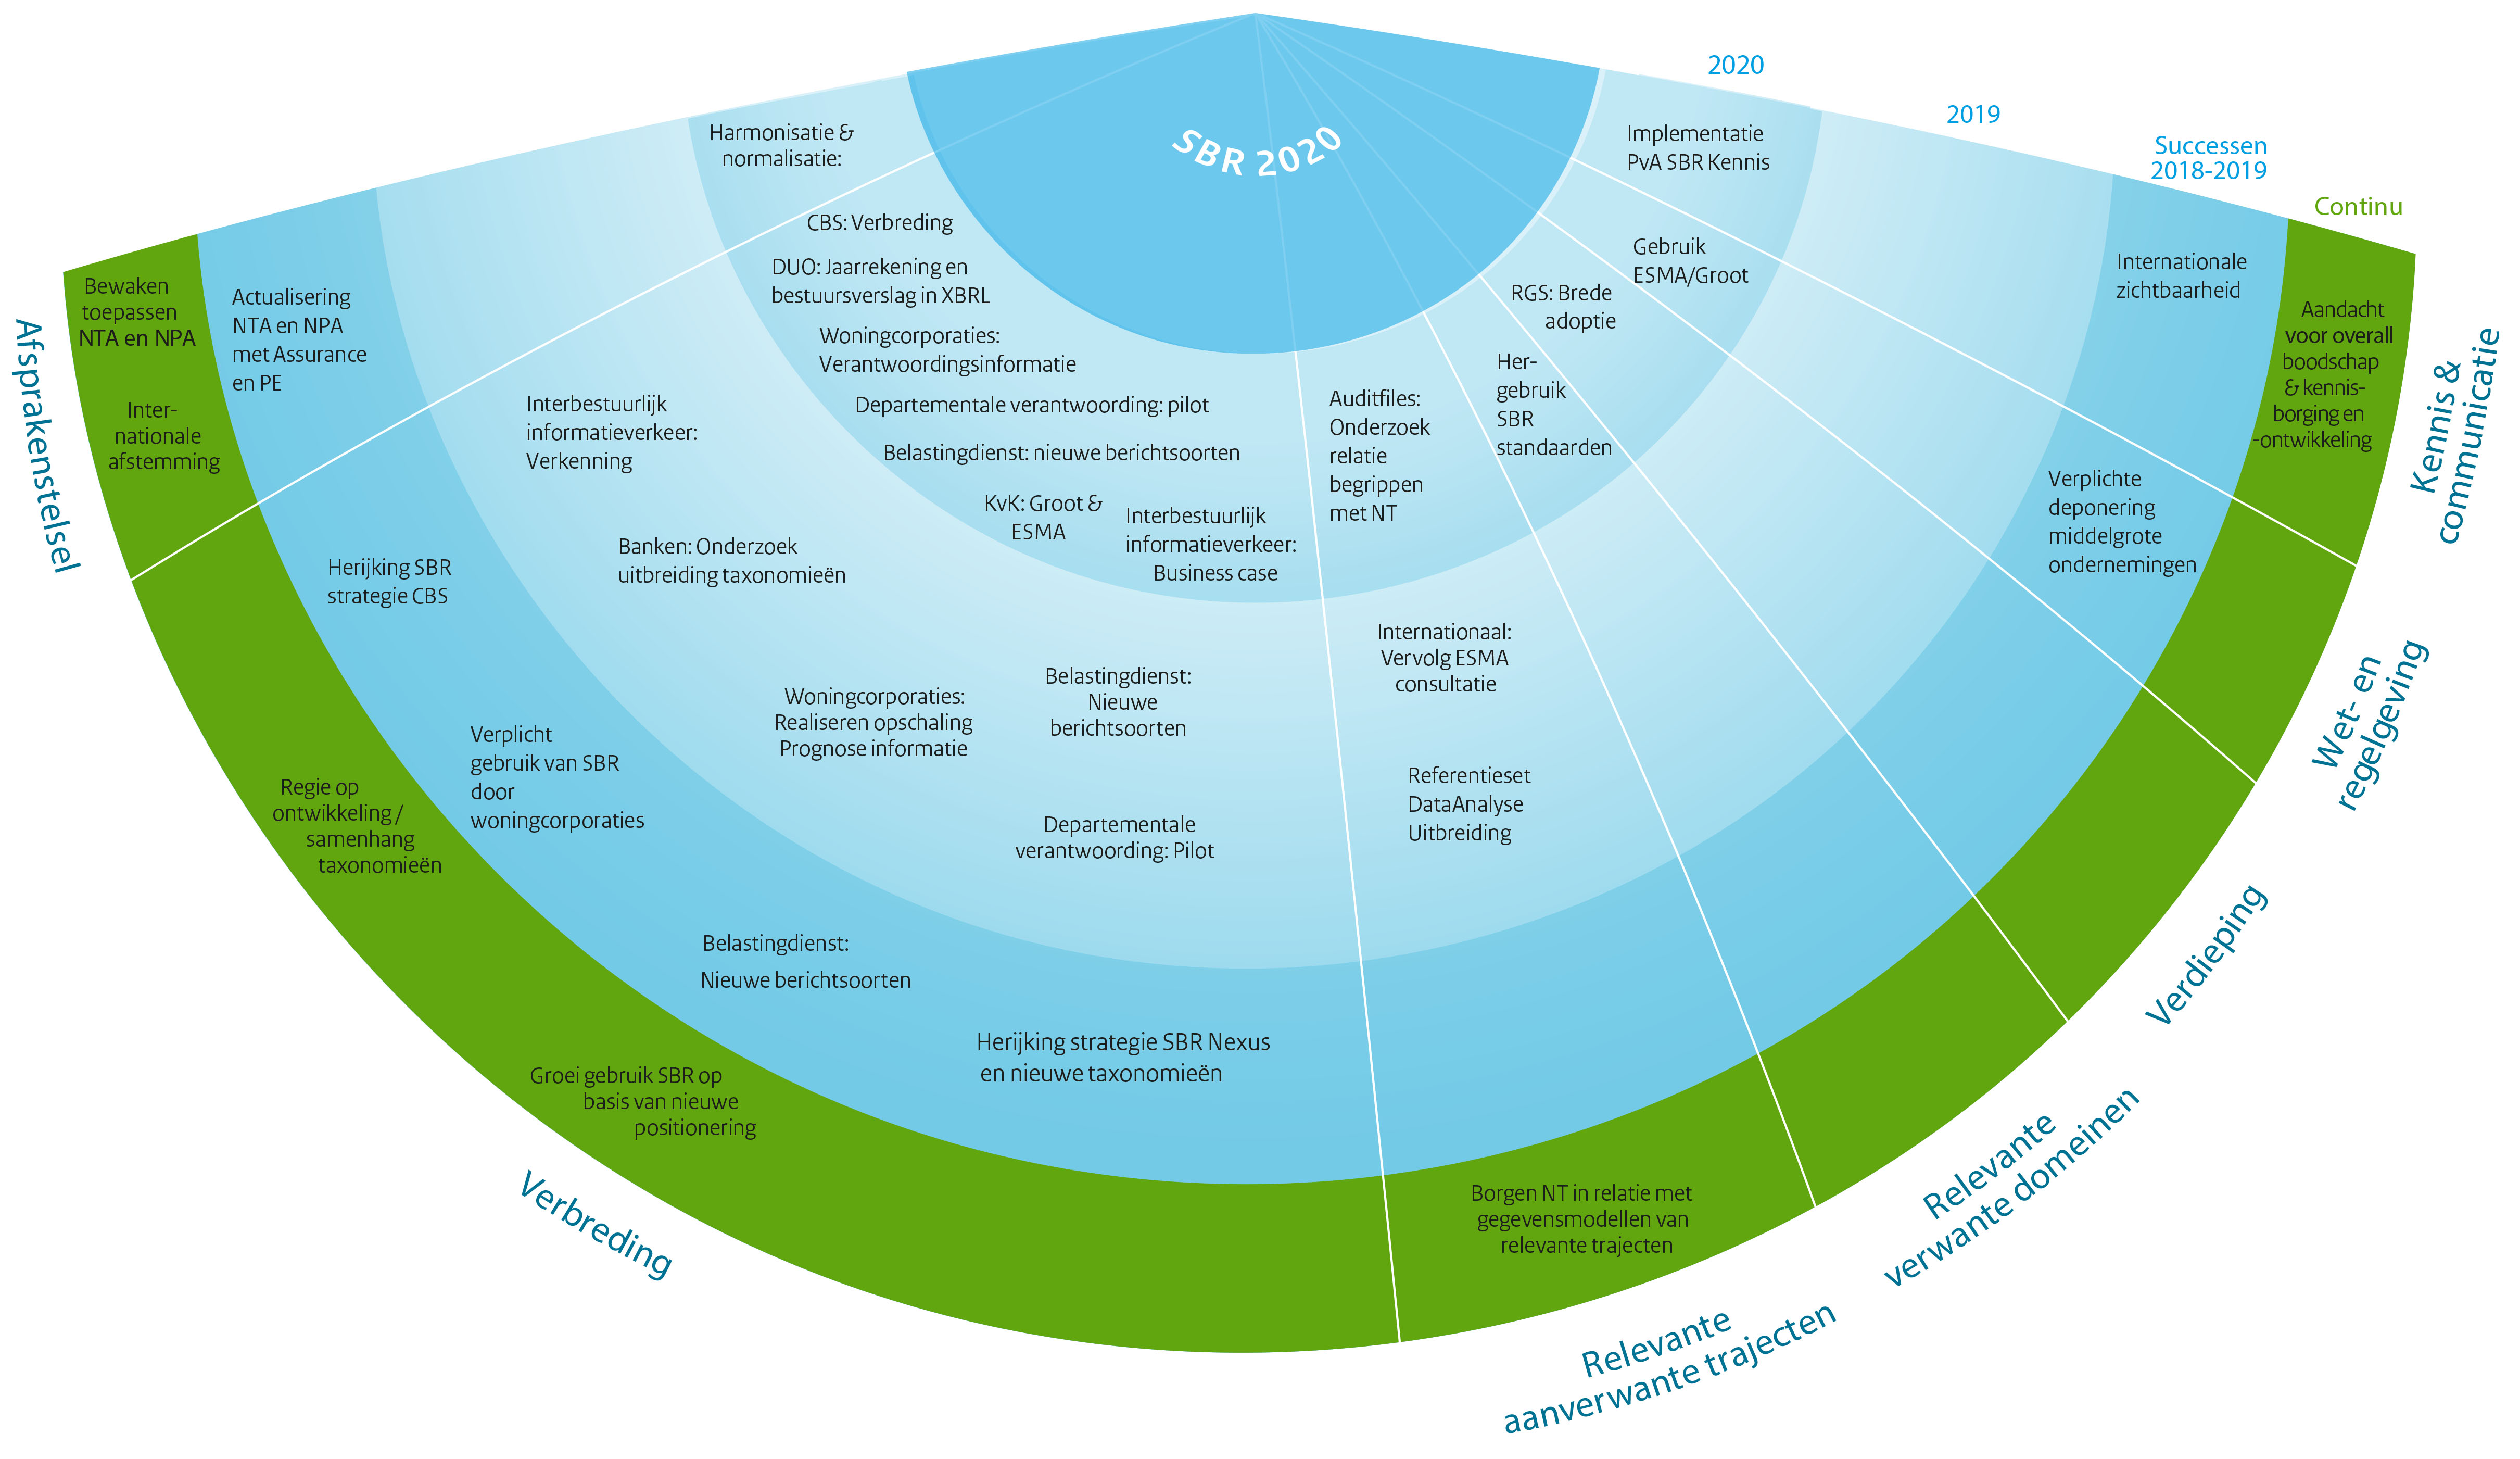 SBR 2020
2020
2019
Successen
2018-2019
Continu
Afsprakenstelsel
Harmonisatie &
normalisatie:
Actualisering
NTA en NPA
met Assurance
en PE
Bewaken
toepassen
NTA en NPA
Inter-
nationale
afstemming
Verbreding
CBS: Verbreding
DUO: Jaarrekening en
bestuursverslag in XBRL
Woningcorporaties:
Verantwoordingsinformatie
Departementale verantwoording: pilot
Belastingdienst: nieuwe berichtsoorten
KvK: Groot &
ESMA
Interbestuurlijk
informatieverkeer:
Business case
Interbestuurlijk
informatieverkeer:
Verkenning
Banken: Onderzoek
uitbreiding taxonomieën
Woningcorporaties:
Realiseren opschaling
Prognose informatie
Belastingdienst:
Nieuwe
berichtsoorten
Departementale
verantwoording: Pilot
Herijking SBR
strategie CBS
Verplicht
gebruik van SBR
door
woningcorporaties
Belastingdienst:
Nieuwe berichtsoorten
Herijking strategie SBR Nexus
en nieuwe taxonomieën
Regie op
ontwikkeling /
samenhang
taxonomieën
Groei gebruik SBR op
basis van nieuwe
positionering
Relevante
aanverwante trajecten
Auditfiles:
Onderzoek
relatie
begrippen
met NT
Internationaal:
Vervolg ESMA
consultatie
Referentieset
DataAnalyse
Uitbreiding
Borgen NT in relatie met
gegevensmodellen van
relevante trajecten
Relevante
verwante domeinen
Her-
gebruik
SBR
standaarden
Verdieping
RGS: Brede
adoptie
Wet- en
regelgeving
Gebruik
ESMA/Groot
Verplichte
deponering
middelgrote
ondernemingen
Kennis &
communicatie
Implementatie
PvA SBR Kennis
Internationale
zichtbaarheid
Aandacht
voor overall
boodschap
& kennis-
borging en
-ontwikkeling